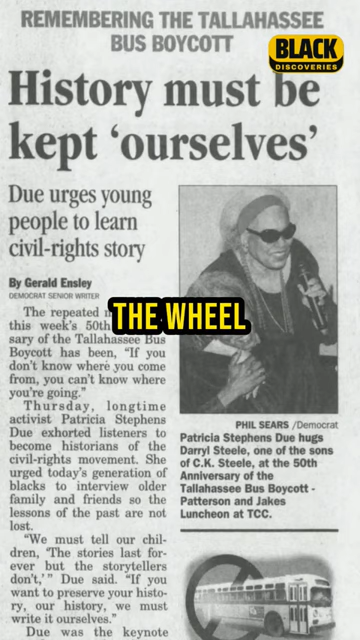 REMEMBERING THE TALLAHASSEE
BUS BOYCOTT
BLACK
DISCOVERIES
History must be
kept ‘ourselves’
Due urges young
people to learn
civil-rights story
By Gerald Ensley
DEMOCRAT SENIOR WRITER
The repeated
this week's 50th
sary of the Tallahassee Bus
Boycott has been, "If you
don't know where you come
from, you can't know where
you're going."
Thursday, longtime
activist Patricia Stephens
Due exhorted listeners to
become historians of the
civil-rights movement. She
urged today's generation of
blacks to interview older
family and friends so the
lessons of the past are not
lost.
"We must tell our chil-
dren, 'The stories last for-
ever but the storytellers
don't,' " Due said. "If you
want to preserve your histo-
ry, our history, we must
write it ourselves."
Due was the keynote
THE WHEEL
PHIL SEARS /Democrat
Patricia Stephens Due hugs
Darryl Steele, one of the sons
of C.K. Steele, at the 50th
Anniversary of the
Tallahassee Bus Boycott -
Patterson and Jakes
Luncheon at TCC.